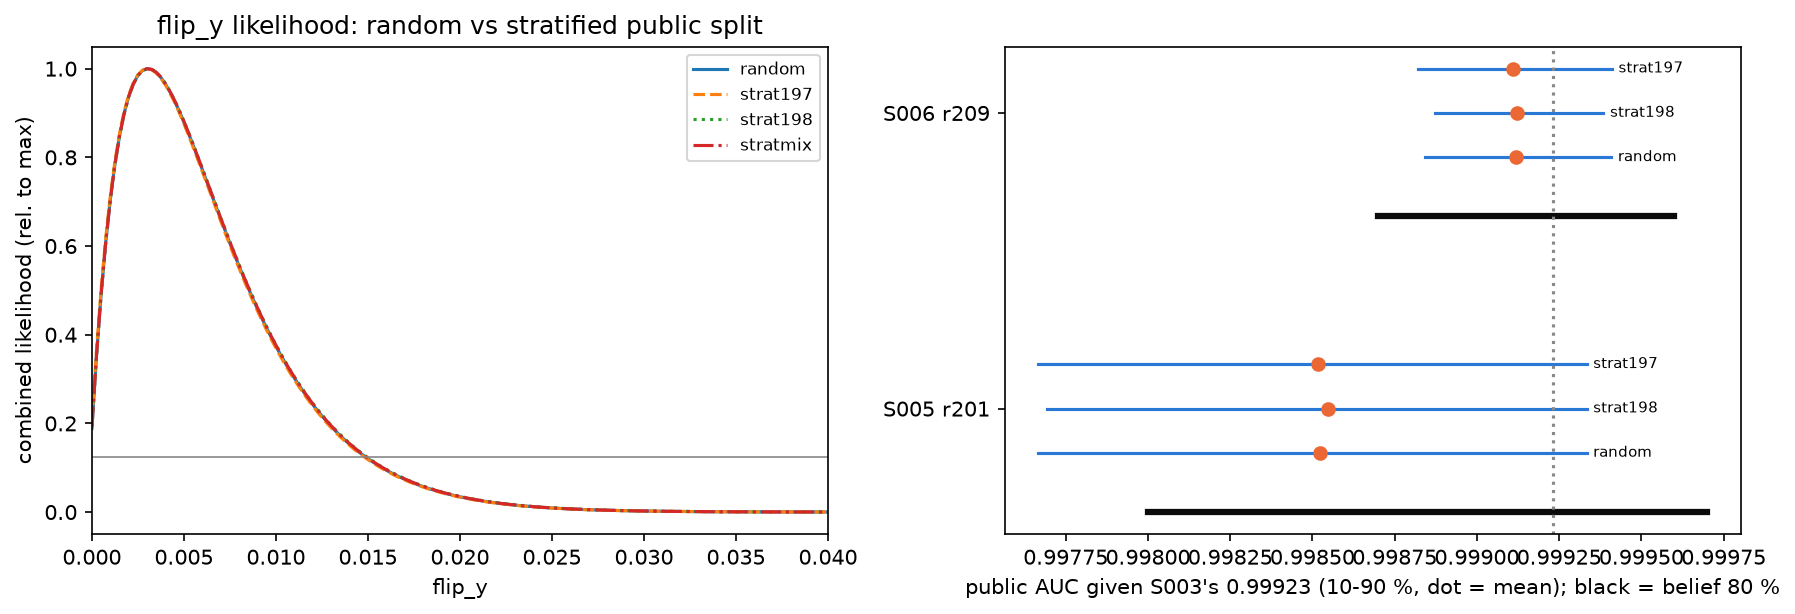 flip_y likelihood: random vs stratified public split
combined likelihood (rel. to max)
1.0
0.8
0.6
0.4
0.2
0.0
random
strat197
strat198
stratmix
0.000 0.005 0.010 0.015 0.020 0.025 0.030 0.035 0.040
flip_y
S006 r209
S005 r201
strat197
strat198
random
strat197
strat198
random
0.99775 0.99800 0.99825 0.99850 0.99875 0.99900 0.99925 0.99950 0.99975
public AUC given S003's 0.99923 (10-90 %, dot = mean); black = belief 80 %